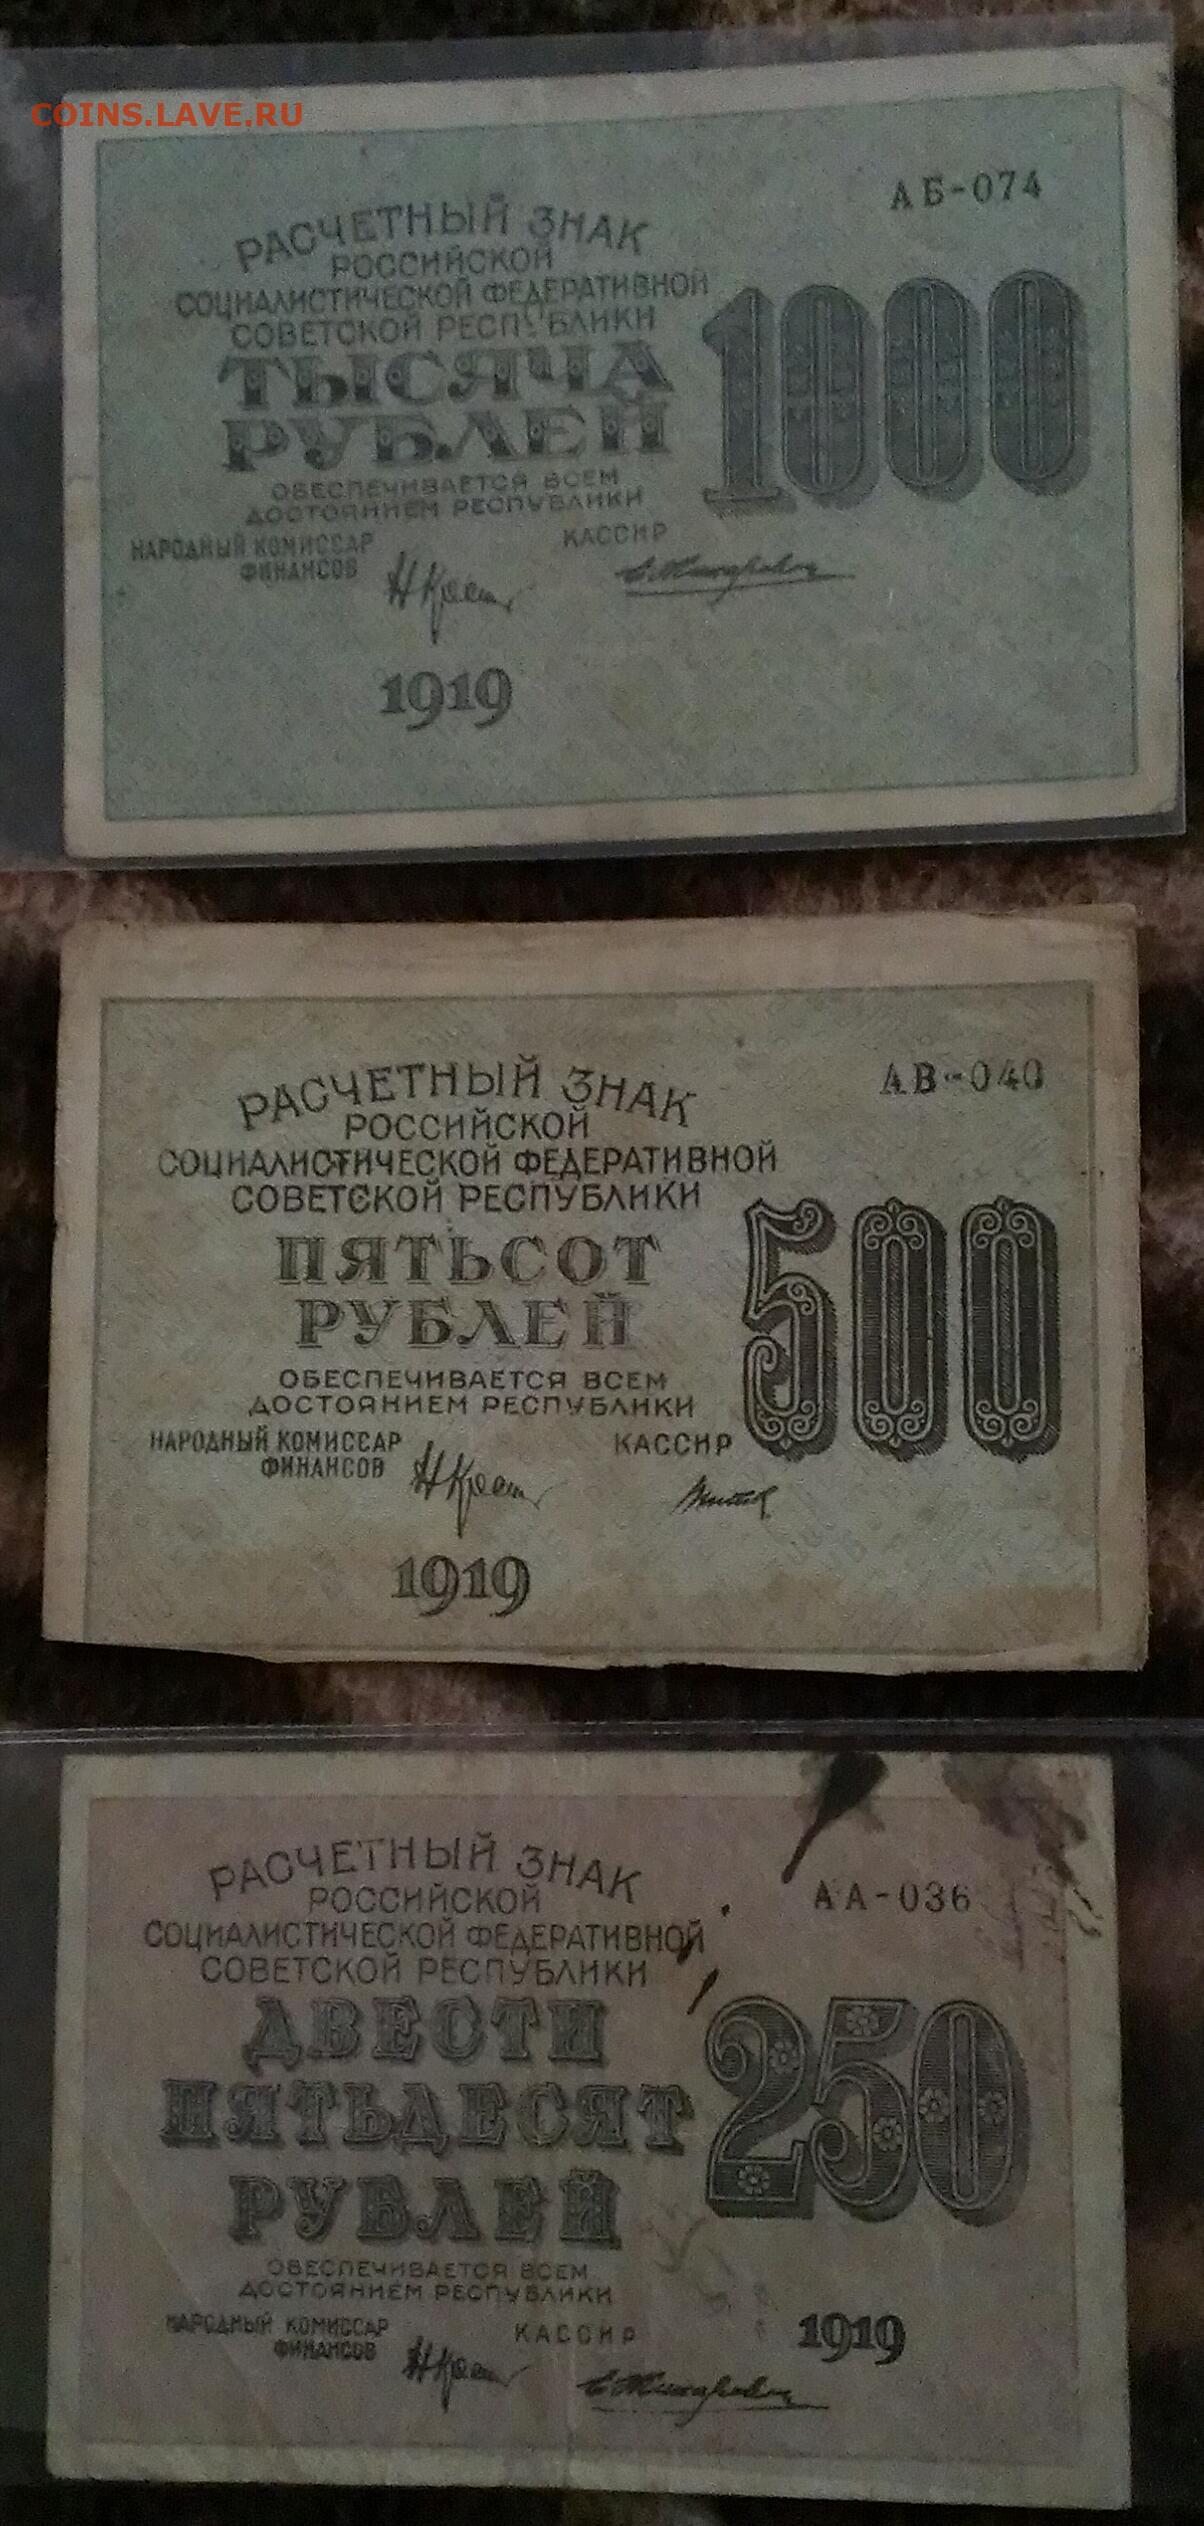 COINS.LAVE.RU
АБ-074
РАСЧЕТНЫЙ ЗНАК
РОССИЙСКОЙ
СОЦИАЛИСТИЧЕСКОЙ ФЕДЕРАТИВНОЙ
СОВЕТСКОЙ РЕСПУБЛИКИ
ТЫСЯЧА
РУБЛЕЙ
1000
ОБЕСПЕЧИВАЕТСЯ ВСЕМ
ДОСТОЯНИЕМ РЕСПУБЛИКИ
НАРОДНЫЙ КОМИССАР
ФИНАНСОВ
КАССИР
1919
АВ-040
РАСЧЕТНЫЙ ЗНАК
РОССИЙСКОЙ
СОЦИАЛИСТИЧЕСКОЙ ФЕДЕРАТИВНОЙ
СОВЕТСКОЙ РЕСПУБЛИКИ
ПЯТЬСОТ
РУБЛЕЙ
500
ОБЕСПЕЧИВАЕТСЯ ВСЕМ
ДОСТОЯНИЕМ РЕСПУБЛИКИ
НАРОДНЫЙ КОМИССАР
ФИНАНСОВ
КАССИР
1919
АА-036
РАСЧЕТНЫЙ ЗНАК
РОССИЙСКОЙ
СОЦИАЛИСТИЧЕСКОЙ ФЕДЕРАТИВНОЙ
СОВЕТСКОЙ РЕСПУБЛИКИ
ДВЕСТИ
ПЯТЬДЕСЯТ
РУБЛЕЙ
250
ОБЕСПЕЧИВАЕТСЯ ВСЕМ
ДОСТОЯНИЕМ РЕСПУБЛИКИ
НАРОДНЫЙ КОМИССАР
ФИНАНСОВ
КАССИР
1919